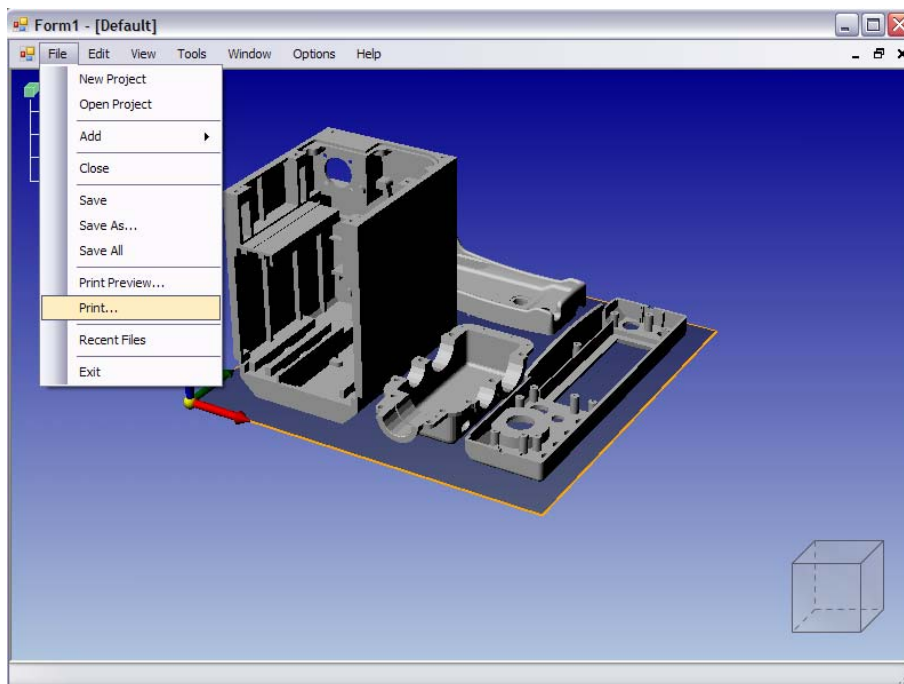 Form1 - [Default]
File Edit View Tools Window Options Help
New Project
Open Project
Add
Close
Save
Save As...
Save All
Print Preview...
Print...
Recent Files
Exit